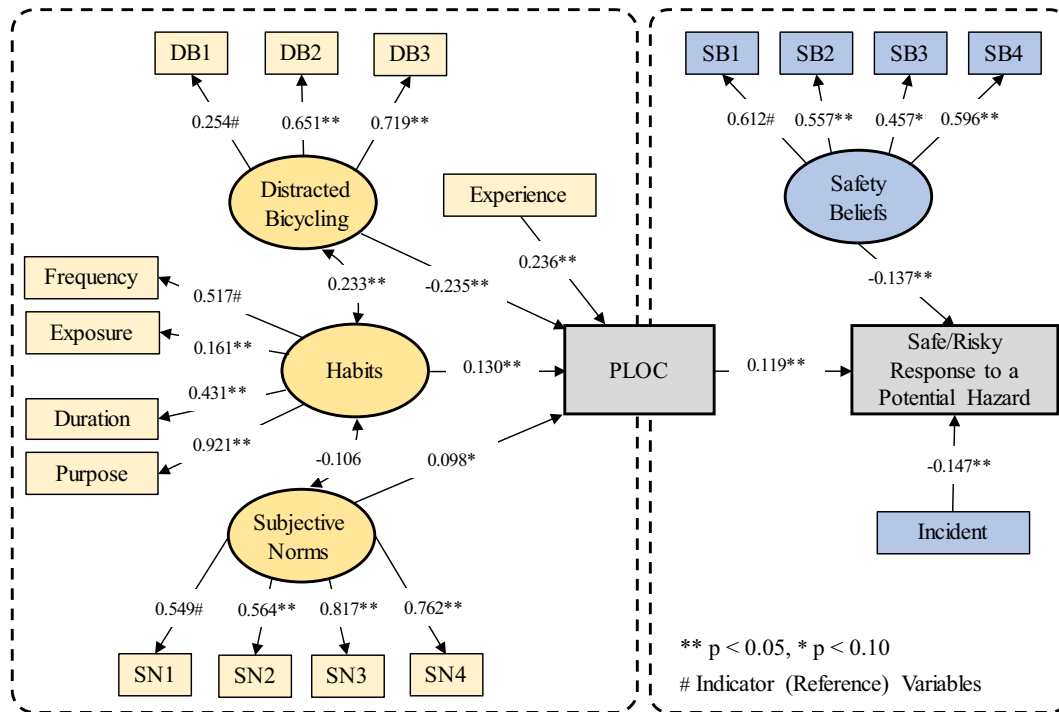 DB1
DB2
DB3
SB1
SB2
SB3
SB4
0.254#
0.651**
0.719**
0.612#
0.557**
0.457*
0.596**
Distracted
Bicycling
Experience
Safety
Beliefs
Frequency
0.233**
-0.235**
0.236**
-0.137**
0.517#
Exposure
0.161**
Habits
0.130**
PLOC
0.119**
Safe/Risky
Response to a
Potential Hazard
Duration
0.431**
Purpose
0.921**
-0.106
0.098*
-0.147**
Subjective
Norms
Incident
0.549#
0.564**
0.817**
0.762**
SN1
SN2
SN3
SN4
** p < 0.05, * p < 0.10
# Indicator (Reference) Variables